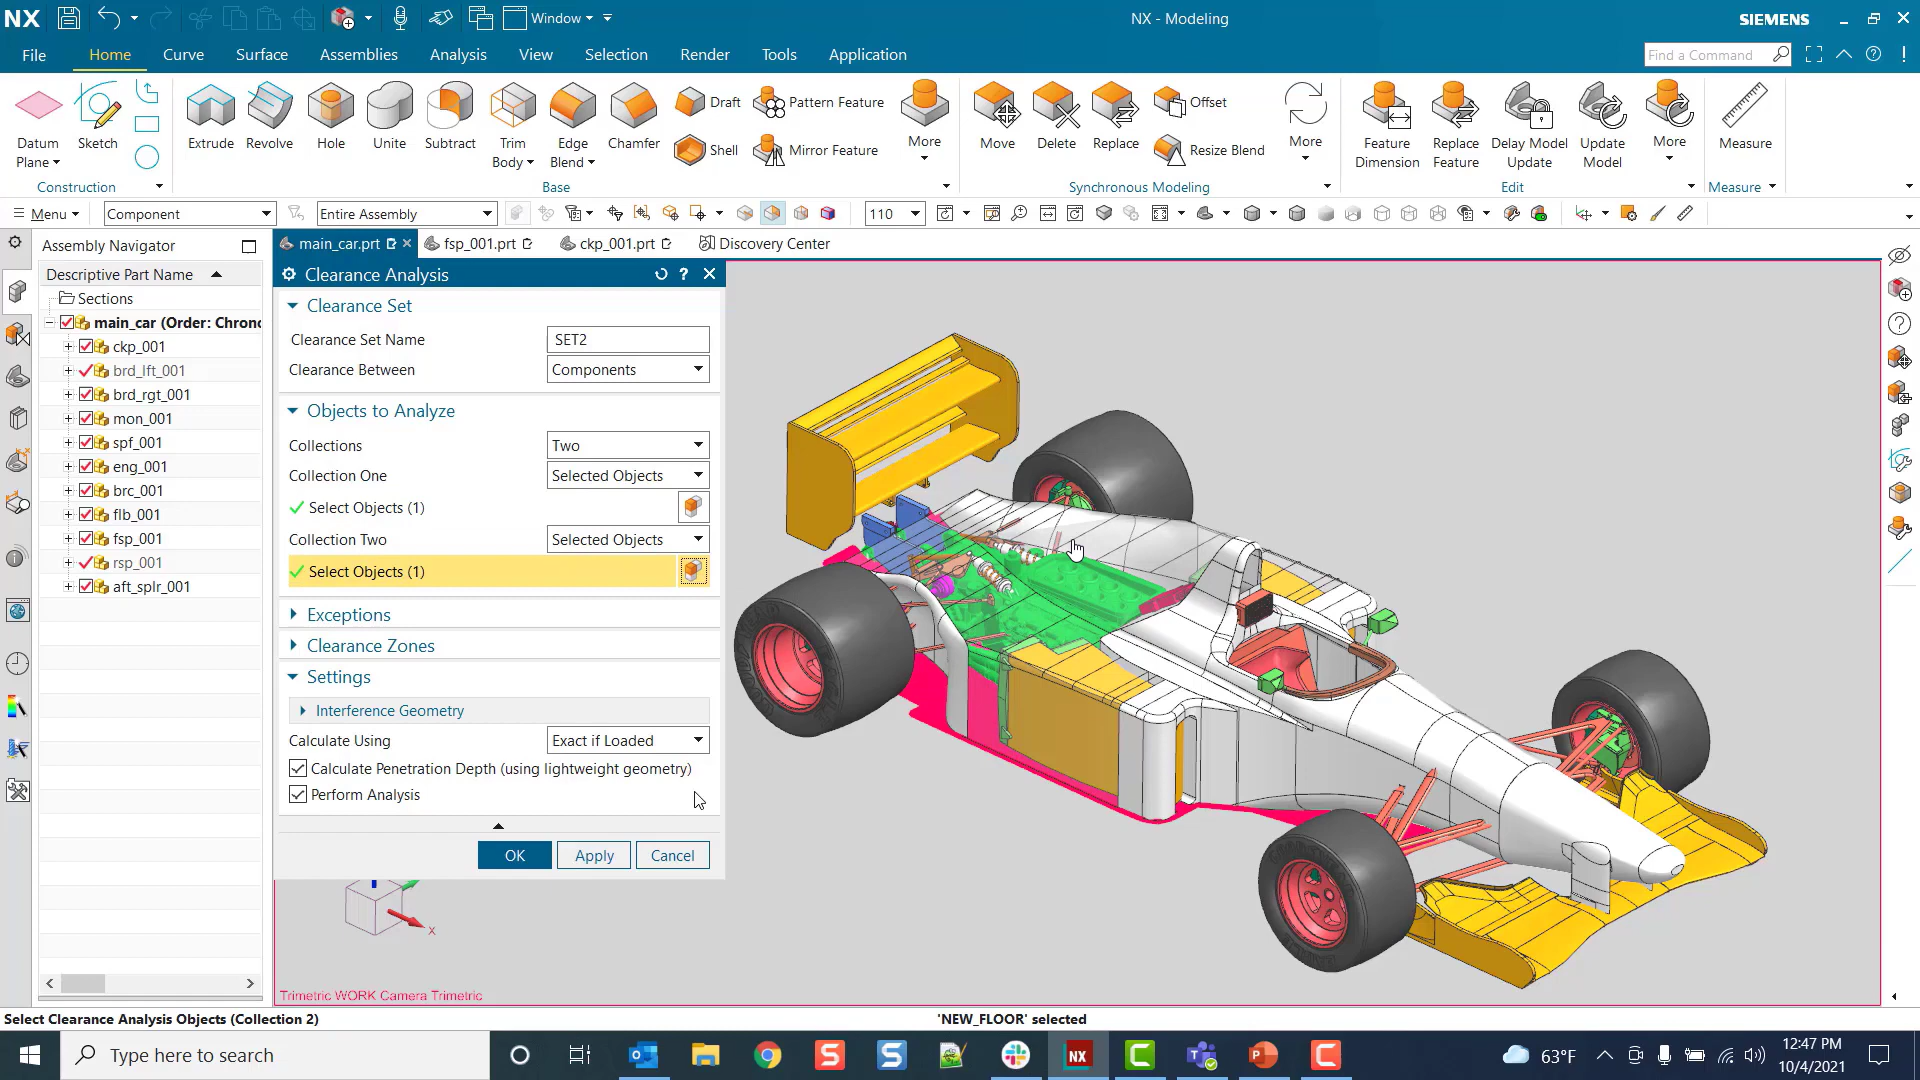 NX
Window
NX - Modeling
SIEMENS
File
Home
Curve
Surface
Assemblies
Analysis
View
Selection
Render
Tools
Application
Find a Command
Datum
Plane
Sketch
Extrude
Revolve
Hole
Unite
Subtract
Trim
Body
Edge
Blend
Chamfer
Draft
Shell
Pattern Feature
Mirror Feature
More
Move
Delete
Replace
Offset
Resize Blend
More
Feature
Dimension
Replace
Feature
Delay Model
Update
Update
Model
More
Measure
Construction
Base
Synchronous Modeling
Edit
Measure
Menu
Component
Entire Assembly
110
Assembly Navigator
main_car.prt
fsp_001.prt
ckp_001.prt
Discovery Center
Descriptive Part Name
Sections
main_car (Order: Chrono
ckp_001
brd_lft_001
brd_rgt_001
mon_001
spf_001
eng_001
brc_001
flb_001
fsp_001
rsp_001
aft_splr_001
Clearance Analysis
Clearance Set
Clearance Set Name
SET2
Clearance Between
Components
Objects to Analyze
Collections
Two
Collection One
Selected Objects
Select Objects (1)
Collection Two
Selected Objects
Select Objects (1)
Exceptions
Clearance Zones
Settings
Interference Geometry
Calculate Using
Exact if Loaded
Calculate Penetration Depth (using lightweight geometry)
Perform Analysis
OK
Apply
Cancel
X
Trimetric WORK Camera Trimetric
Select Clearance Analysis Objects (Collection 2)
'NEW_FLOOR' selected
Type here to search
NX
63°F
12:47 PM
10/4/2021